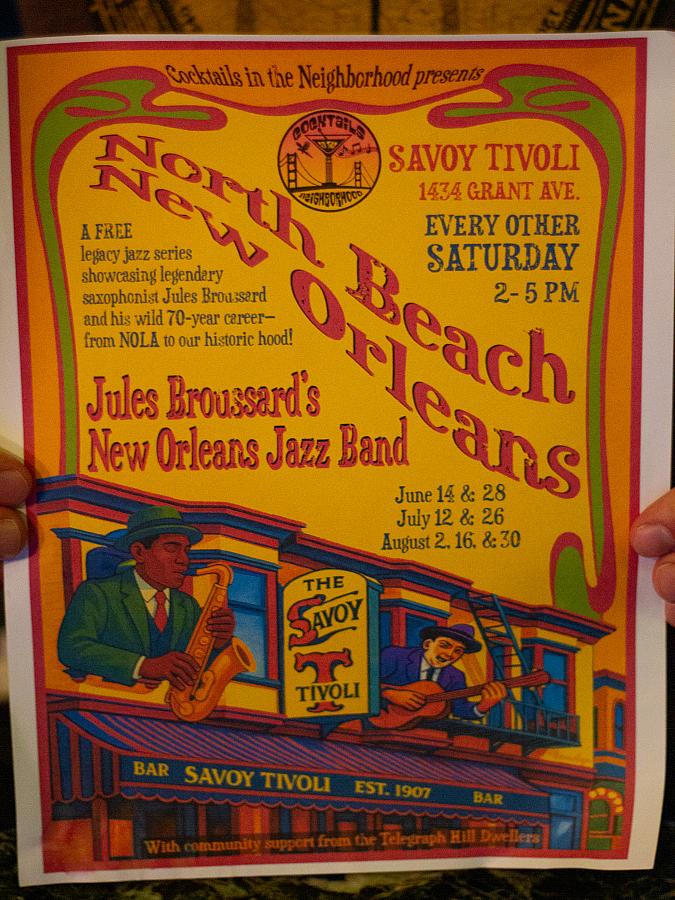 Cocktails in the Neighborhood presents
COCKTAILS
NEIGHBORHOOD
North Beach
New Orleans
SAVOY TIVOLI
1434 GRANT AVE.
EVERY OTHER
SATURDAY
2- 5 PM
A FREE
legacy jazz series
showcasing legendary
saxophonist Jules Broussard
and his wild 70-year career—
from NOLA to our historic hood!
Jules Broussard's
New Orleans Jazz Band
June 14 & 28
July 12 & 26
August 2, 16, & 30
THE
SAVOY
TIVOLI
BAR SAVOY TIVOLI EST. 1907 BAR
With community support from the Telegraph Hill Dwellers